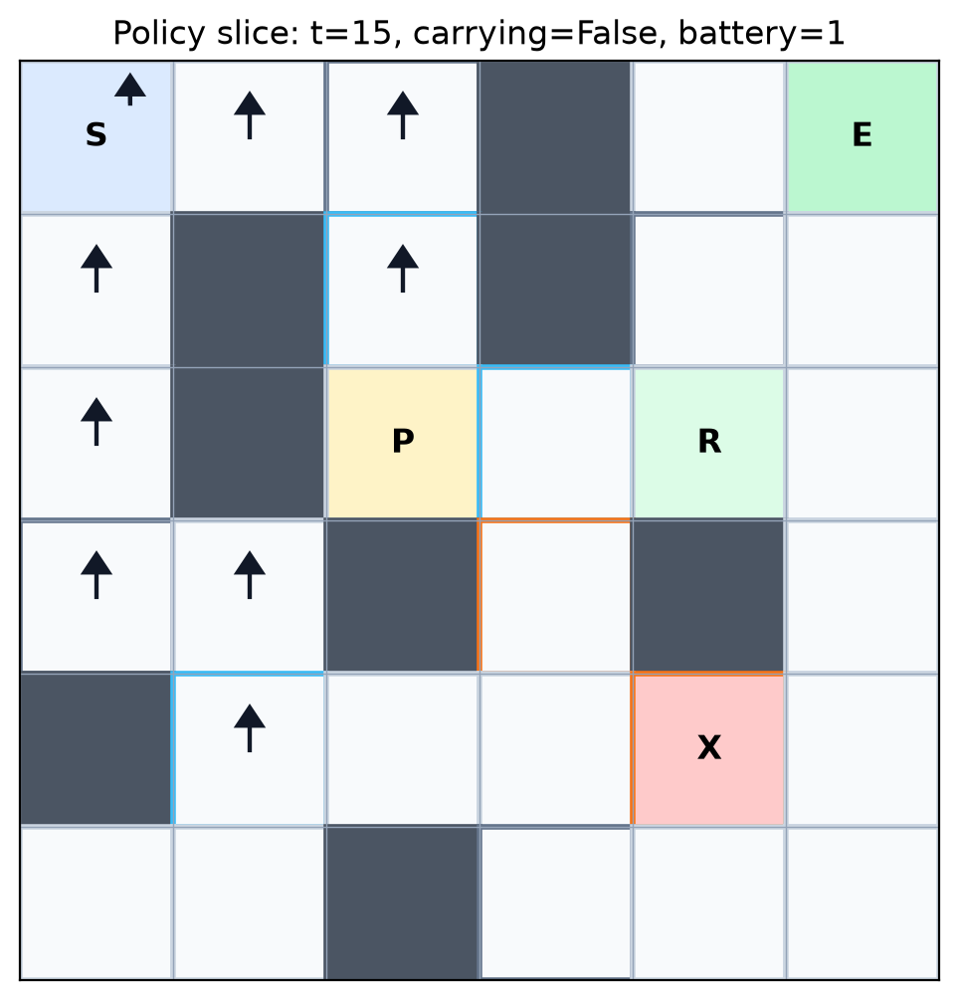 Policy slice: t=15, carrying=False, battery=1
S
E
P
R
X